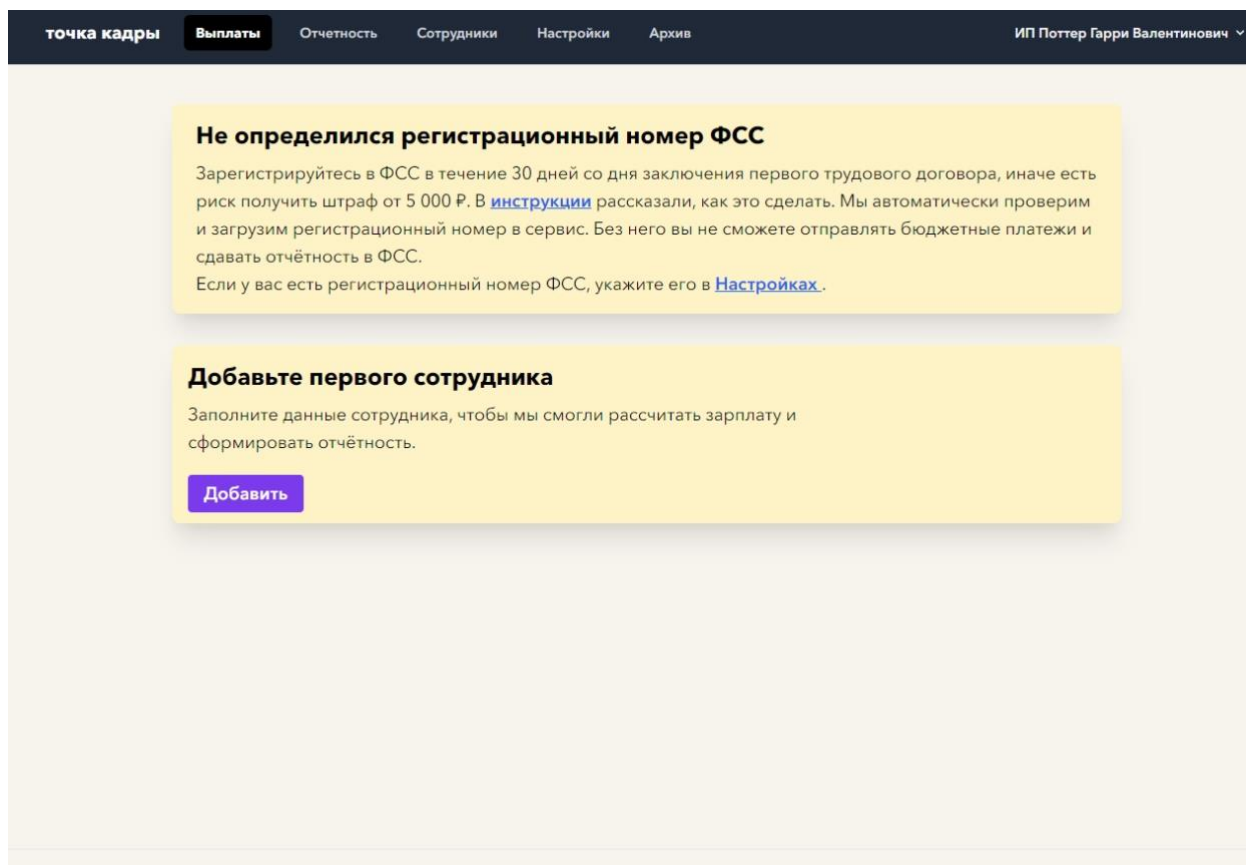 точка кадры Выплаты Отчетность Сотрудники Настройки Архив ИП Поттер Гарри Валентинович
Не определился регистрационный номер ФСС
Зарегистрируйтесь в ФСС в течение 30 дней со дня заключения первого трудового договора, иначе есть
риск получить штраф от 5 000 ₽. В инструкции рассказали, как это сделать. Мы автоматически проверим
и загрузим регистрационный номер в сервис. Без него вы не сможете отправлять бюджетные платежи и
сдавать отчётность в ФСС.
Если у вас есть регистрационный номер ФСС, укажите его в Настройках .
Добавьте первого сотрудника
Заполните данные сотрудника, чтобы мы смогли рассчитать зарплату и
сформировать отчётность.
Добавить